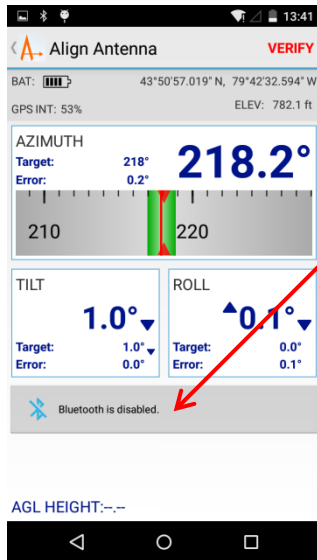 13:41
Align Antenna VERIFY
BAT: 43°50'57.019" N, 79°42'32.594" W
GPS INT: 53% ELEV: 782.1 ft
AZIMUTH
Target: 218°
Error: 0.2°
218.2°
210 220
TILT
1.0°
Target: 1.0°
Error: 0.0°
ROLL
0.1°
Target: 0.0°
Error: 0.1°
Bluetooth is disabled.
AGL HEIGHT:--.--